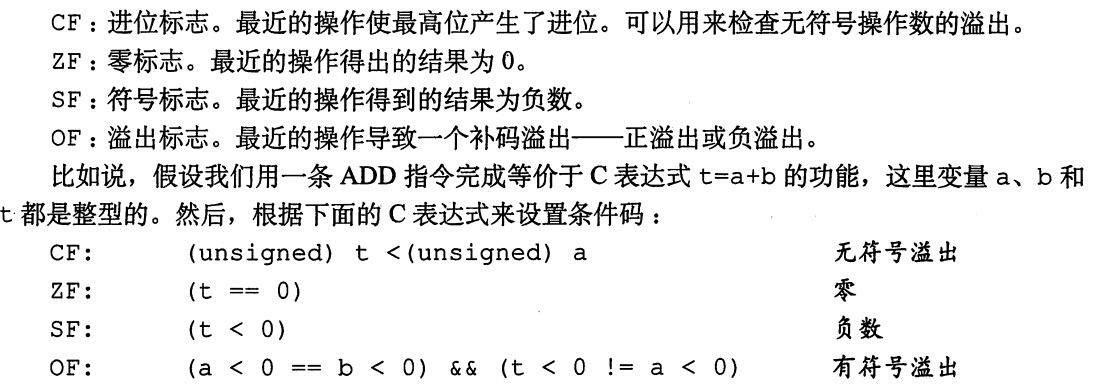 CF：进位标志。最近的操作使最高位产生了进位。可以用来检查无符号操作数的溢出。
ZF：零标志。最近的操作得出的结果为 0。
SF：符号标志。最近的操作得到的结果为负数。
OF：溢出标志。最近的操作导致一个补码溢出——正溢出或负溢出。
比如说，假设我们用一条 ADD 指令完成等价于 C 表达式 t=a+b 的功能，这里变量 a、b 和
t 都是整型的。然后，根据下面的 C 表达式来设置条件码：
CF: (unsigned) t <(unsigned) a 无符号溢出
ZF: (t == 0) 零
SF: (t < 0) 负数
OF: (a < 0 == b < 0) && (t < 0 != a < 0) 有符号溢出